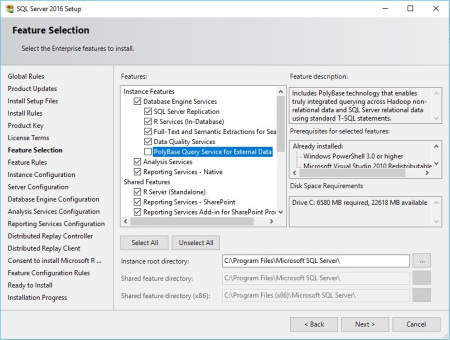 SQL Server 2016 Setup
Feature Selection
Select the Enterprise features to install.
Global Rules
Product Updates
Install Setup Files
Install Rules
Product Key
License Terms
Feature Selection
Feature Rules
Instance Configuration
Server Configuration
Database Engine Configuration
Analysis Services Configuration
Reporting Services Configuration
Distributed Replay Controller
Distributed Replay Client
Consent to install Microsoft R ...
Feature Configuration Rules
Ready to Install
Installation Progress
Features:
Instance Features
Database Engine Services
SQL Server Replication
R Services (In-Database)
Full-Text and Semantic Extractions for Sea
Data Quality Services
PolyBase Query Service for External Data
Analysis Services
Reporting Services - Native
Shared Features
R Server (Standalone)
Reporting Services - SharePoint
Reporting Services Add-in for SharePoint Pro
Feature description:
Includes PolyBase technology that enables
truly integrated querying across Hadoop non-
relational data and SQL Server relational data
using standard T-SQL statements.
Prerequisites for selected features:
Already installed:
Windows PowerShell 3.0 or higher
Microsoft Visual Studio 2010 Redistributable
Disk Space Requirements
Drive C: 6580 MB required, 22618 MB available
Select All
Unselect All
Instance root directory:
C:\Program Files\Microsoft SQL Server\
...
Shared feature directory:
C:\Program Files\Microsoft SQL Server\
Shared feature directory (x86):
C:\Program Files (x86)\Microsoft SQL Server\
< Back
Next >
Cancel